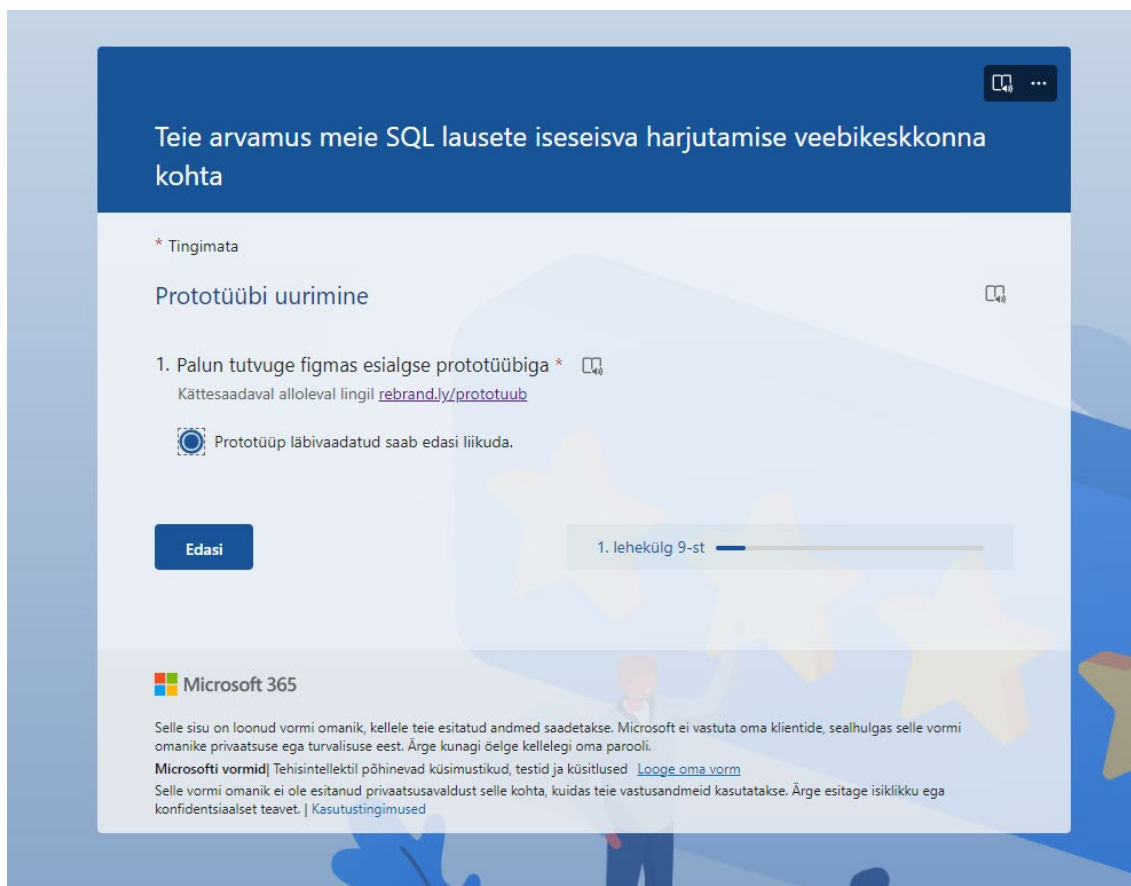 Teie arvamus meie SQL lausete iseseisva harjutamise veebikeskkonna
kohta
* Tingimata
Prototüübi uurimine
1. Palun tutvuge figmas esialgse prototüübiga *
Kättesaadaval alloleval lingil rebrand.ly/prototuub
Prototüüp läbivaadatud saab edasi liikuda.
Edasi
1. lehekülg 9-st
Microsoft 365
Selle sisu on loonud vormi omanik, kellele teie esitatud andmed saadetakse. Microsoft ei vastuta oma klientide, sealhulgas selle vormi
omanike privaatsuse ega turvalisuse eest. Ärge kunagi öelge kellelegi oma parooli.
Microsofti vormid| Tehisintellektil põhinevad küsimustikud, testid ja küsitlused Looge oma vorm
Selle vormi omanik ei ole esitanud privaatsusavaldust selle kohta, kuidas teie vastusandmeid kasutatakse. Ärge esitage isiklikku ega
konfidentsiaalset teavet. | Kasutustingimused